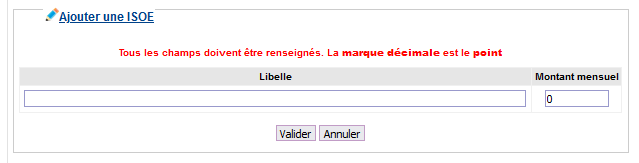 Ajouter une ISOE
Tous les champs doivent être renseignés. La marque décimale est le point
Libelle Montant mensuel
0
Valider Annuler